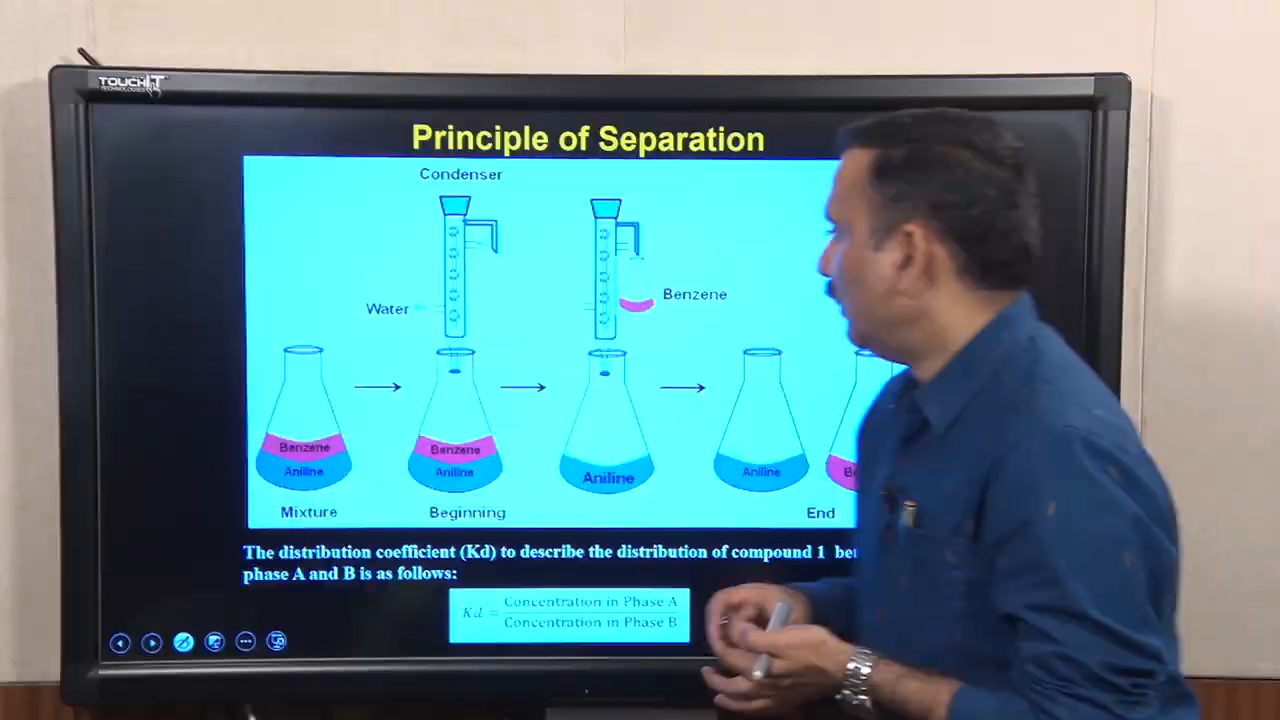 TOUCHIT
TECHNOLOGIES
Principle of Separation
Condenser
Water
Benzene
Benzene
Aniline
Benzene
Aniline
Aniline
Aniline
Mixture
Beginning
End
The distribution coefficient (Kd) to describe the distribution of compound 1
phase A and B is as follows:
Kd = Concentration in Phase A
Concentration in Phase B